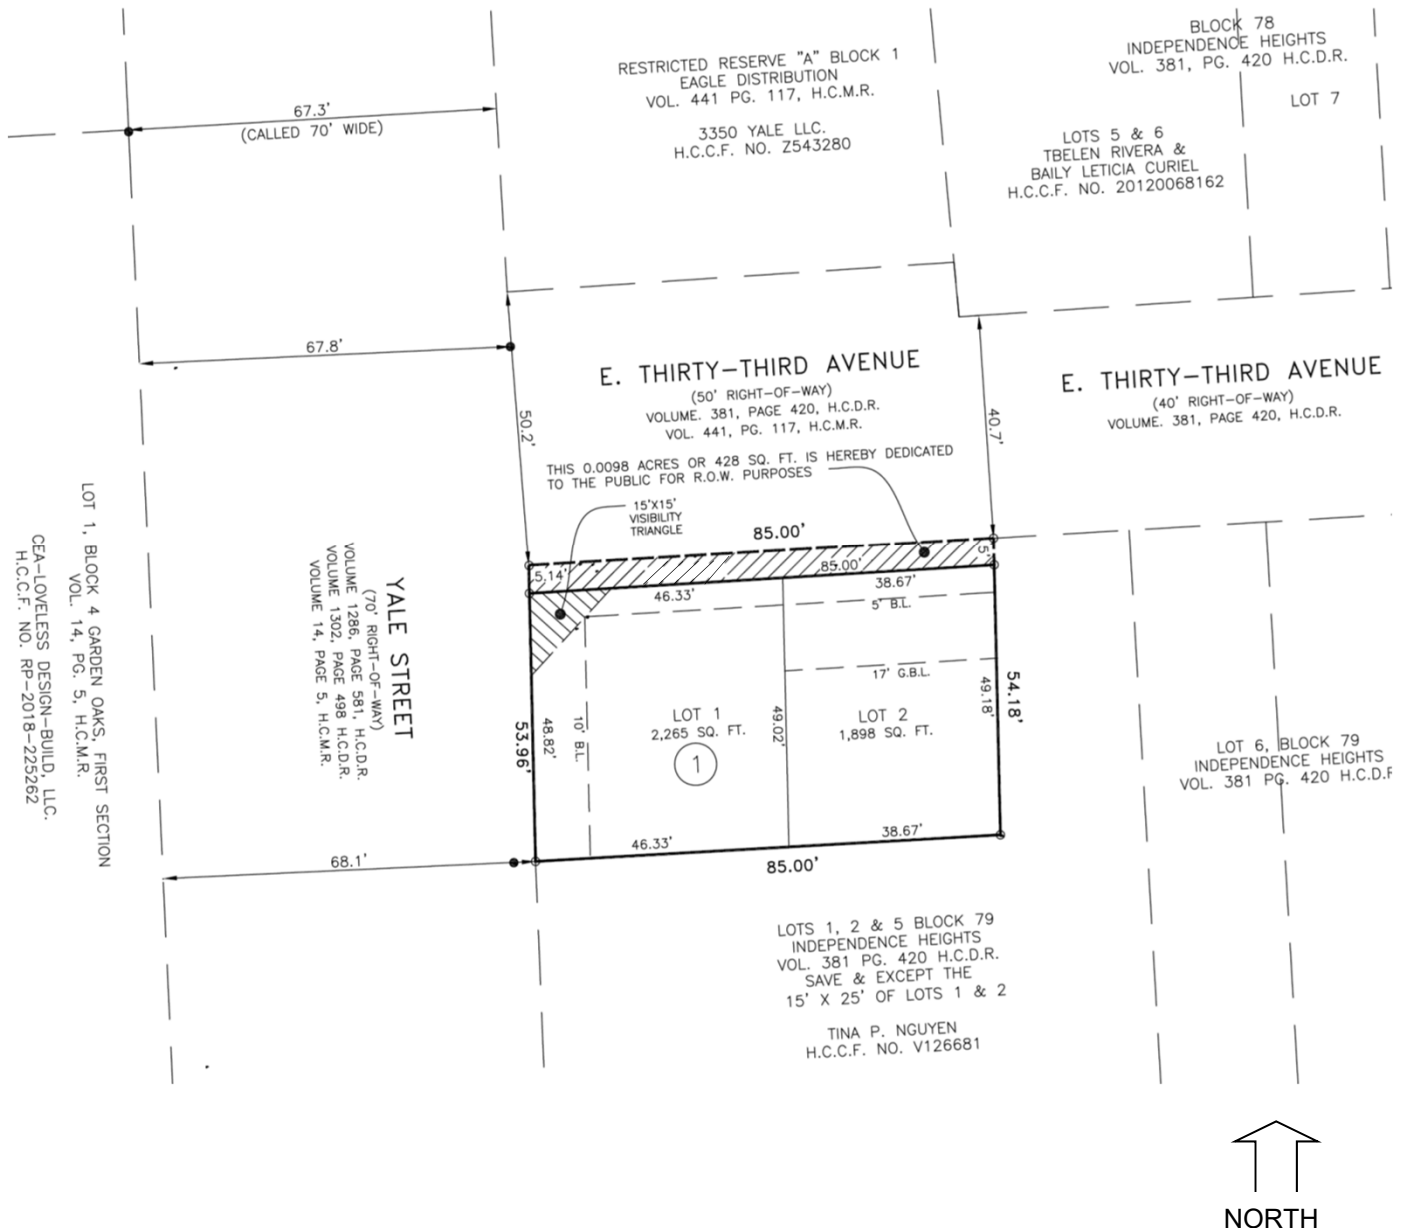 BLOCK 78
INDEPENDENCE HEIGHTS
VOL. 381, PG. 420 H.C.D.R.
LOT 7
RESTRICTED RESERVE "A" BLOCK 1
EAGLE DISTRIBUTION
VOL. 441 PG. 117, H.C.M.R.
3350 YALE LLC.
H.C.C.F. NO. Z543280
67.3'
(CALLED 70' WIDE)
LOTS 5 & 6
TBELEN RIVERA &
BAILY LETICIA CURIEL
H.C.C.F. NO. 20120068162
67.8'
E. THIRTY-THIRD AVENUE
(50' RIGHT-OF-WAY)
VOLUME. 381, PAGE 420, H.C.D.R.
VOL. 441, PG. 117, H.C.M.R.
E. THIRTY-THIRD AVENUE
(40' RIGHT-OF-WAY)
VOLUME. 381, PAGE 420, H.C.D.R.
50.2'
40.7'
THIS 0.0098 ACRES OR 428 SQ. FT. IS HEREBY DEDICATED
TO THE PUBLIC FOR R.O.W. PURPOSES
15'X15'
VISIBILITY
TRIANGLE
85.00'
5.14'
85.00'
5'
46.33'
38.67'
5' B.L.
17' G.B.L.
LOT 1, BLOCK 4 GARDEN OAKS, FIRST SECTION
VOL. 14, PG. 5, H.C.M.R.
CEA-LOVELESS DESIGN-BUILD, LLC.
H.C.C.F. NO. RP-2018-225262
YALE STREET
(70' RIGHT-OF-WAY)
VOLUME 1286, PAGE 581, H.C.D.R.
VOLUME 1302, PAGE 498 H.C.D.R.
VOLUME 14, PAGE 5, H.C.M.R.
53.96'
48.82'
10' B.L.
LOT 1
2,265 SQ. FT.
1
49.02'
LOT 2
1,898 SQ. FT.
49.18'
54.18'
LOT 6, BLOCK 79
INDEPENDENCE HEIGHTS
VOL. 381 PG. 420 H.C.D.R
46.33'
38.67'
85.00'
68.1'
LOTS 1, 2 & 5 BLOCK 79
INDEPENDENCE HEIGHTS
VOL. 381 PG. 420 H.C.D.R.
SAVE & EXCEPT THE
15' X 25' OF LOTS 1 & 2
TINA P. NGUYEN
H.C.C.F. NO. V126681
NORTH